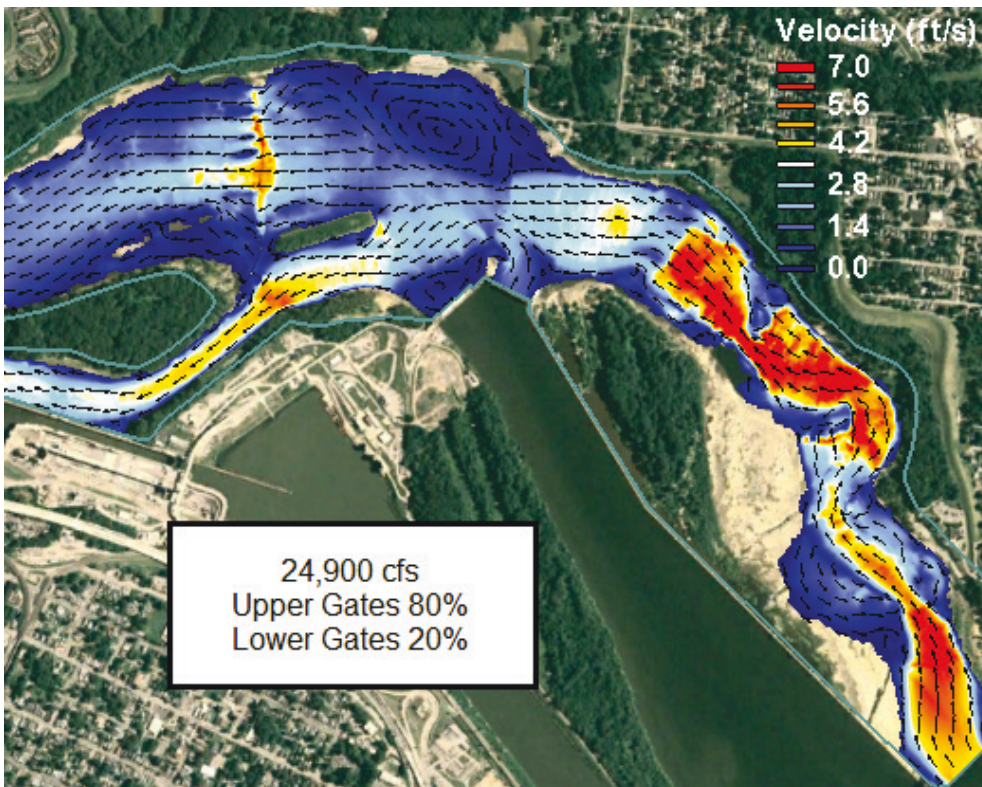 Velocity (ft/s)
7.0
5.6
4.2
2.8
1.4
0.0
24,900 cfs
Upper Gates 80%
Lower Gates 20%